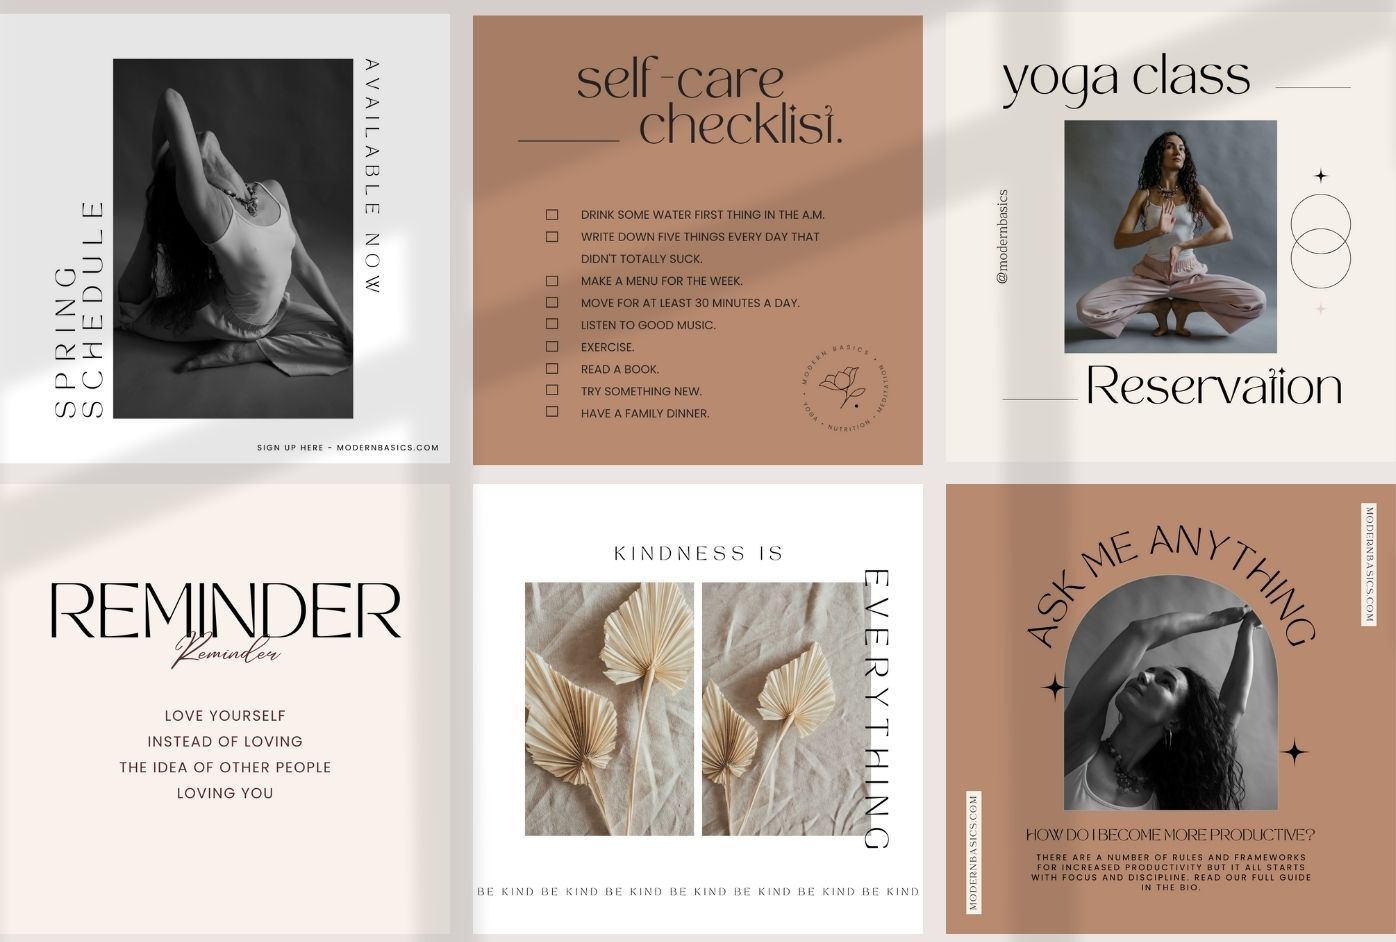 SPRING
SCHEDULE
AVAILABLE NOW
SIGN UP HERE - MODERNBASICS.COM
self-care
checklist.
DRINK SOME WATER FIRST THING IN THE A.M.
WRITE DOWN FIVE THINGS EVERY DAY THAT
DIDN'T TOTALLY SUCK.
MAKE A MENU FOR THE WEEK.
MOVE FOR AT LEAST 30 MINUTES A DAY.
LISTEN TO GOOD MUSIC.
EXERCISE.
READ A BOOK.
TRY SOMETHING NEW.
HAVE A FAMILY DINNER.
MODERN BASICS • MEDITATION • NUTRITION • YOGA •
yoga class
@modernbasics
Reservation
REMINDER
Reminder
LOVE YOURSELF
INSTEAD OF LOVING
THE IDEA OF OTHER PEOPLE
LOVING YOU
KINDNESS IS
EVERYTHING
BE KIND BE KIND BE KIND BE KIND BE KIND BE KIND BE KIND
MODERNBASICS.COM
ASK ME ANYTHING
MODERNBASICS.COM
HOW DO I BECOME MORE PRODUCTIVE?
THERE ARE A NUMBER OF RULES AND FRAMEWORKS
FOR INCREASED PRODUCTIVITY BUT IT ALL STARTS
WITH FOCUS AND DISCIPLINE. READ OUR FULL GUIDE
IN THE BIO.